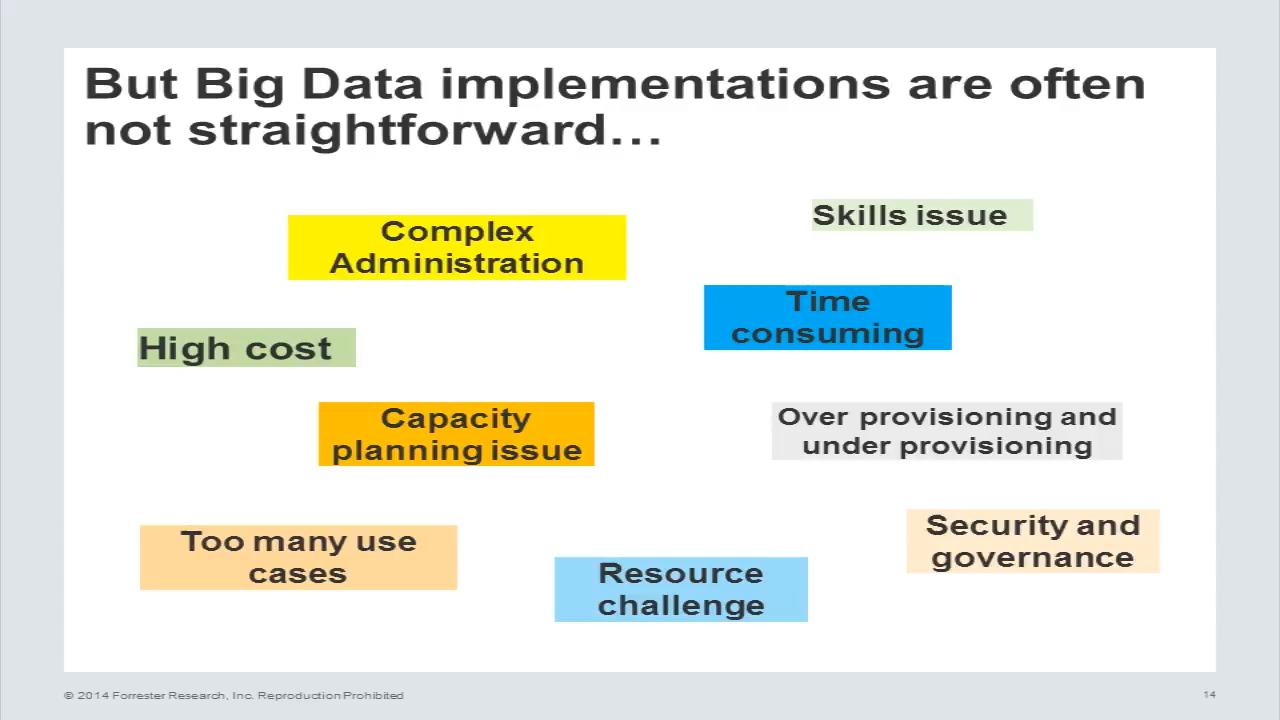 But Big Data implementations are often
not straightforward…
Skills issue
Complex
Administration
Time
consuming
High cost
Capacity
planning issue
Over provisioning and
under provisioning
Security and
governance
Too many use
cases
Resource
challenge
© 2014 Forrester Research, Inc. Reproduction Prohibited
14